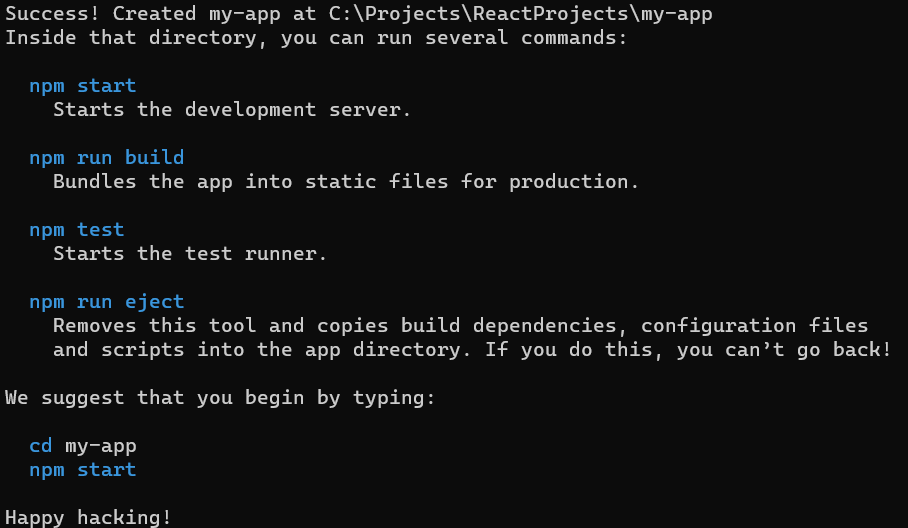 Success! Created my-app at C:\Projects\ReactProjects\my-app
Inside that directory, you can run several commands:
npm start
Starts the development server.
npm run build
Bundles the app into static files for production.
npm test
Starts the test runner.
npm run eject
Removes this tool and copies build dependencies, configuration files
and scripts into the app directory. If you do this, you can’t go back!
We suggest that you begin by typing:
cd my-app
npm start
Happy hacking!